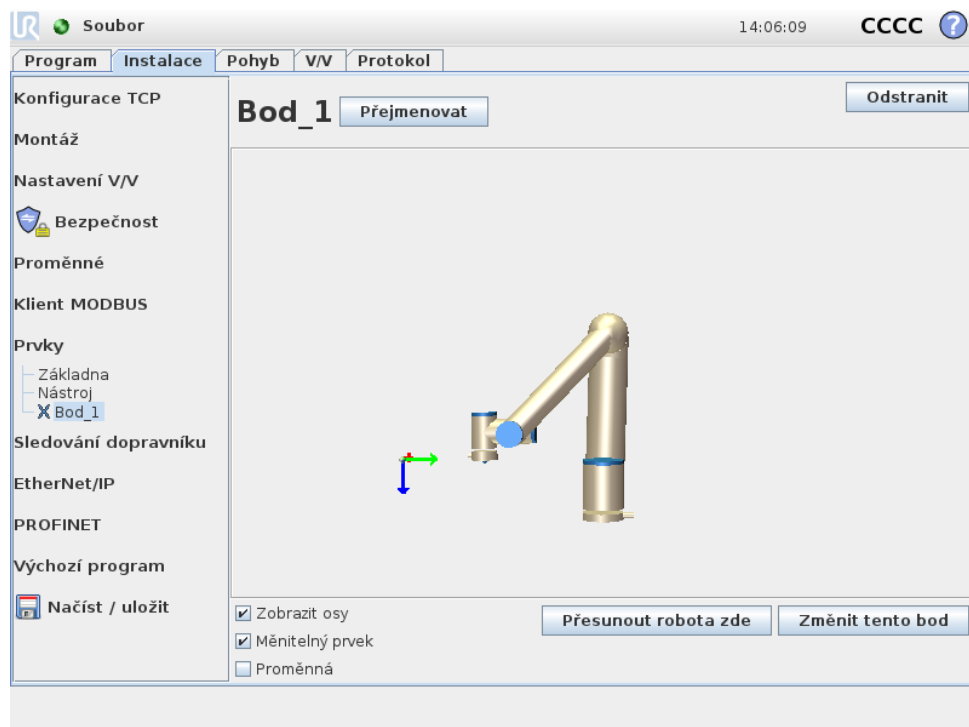 UR Soubor 14:06:09 CCCC ?
Program Instalace Pohyb V/V Protokol
Konfigurace TCP
Montáž
Nastavení V/V
Bezpečnost
Proměnné
Klient MODBUS
Prvky
Základna
Nástroj
Bod_1
Sledování dopravníku
EtherNet/IP
PROFINET
Výchozí program
Načíst / uložit
Bod_1 Přejmenovat Odstranit
Zobrazit osy
Měnitelný prvek
Proměnná
Přesunout robota zde Změnit tento bod